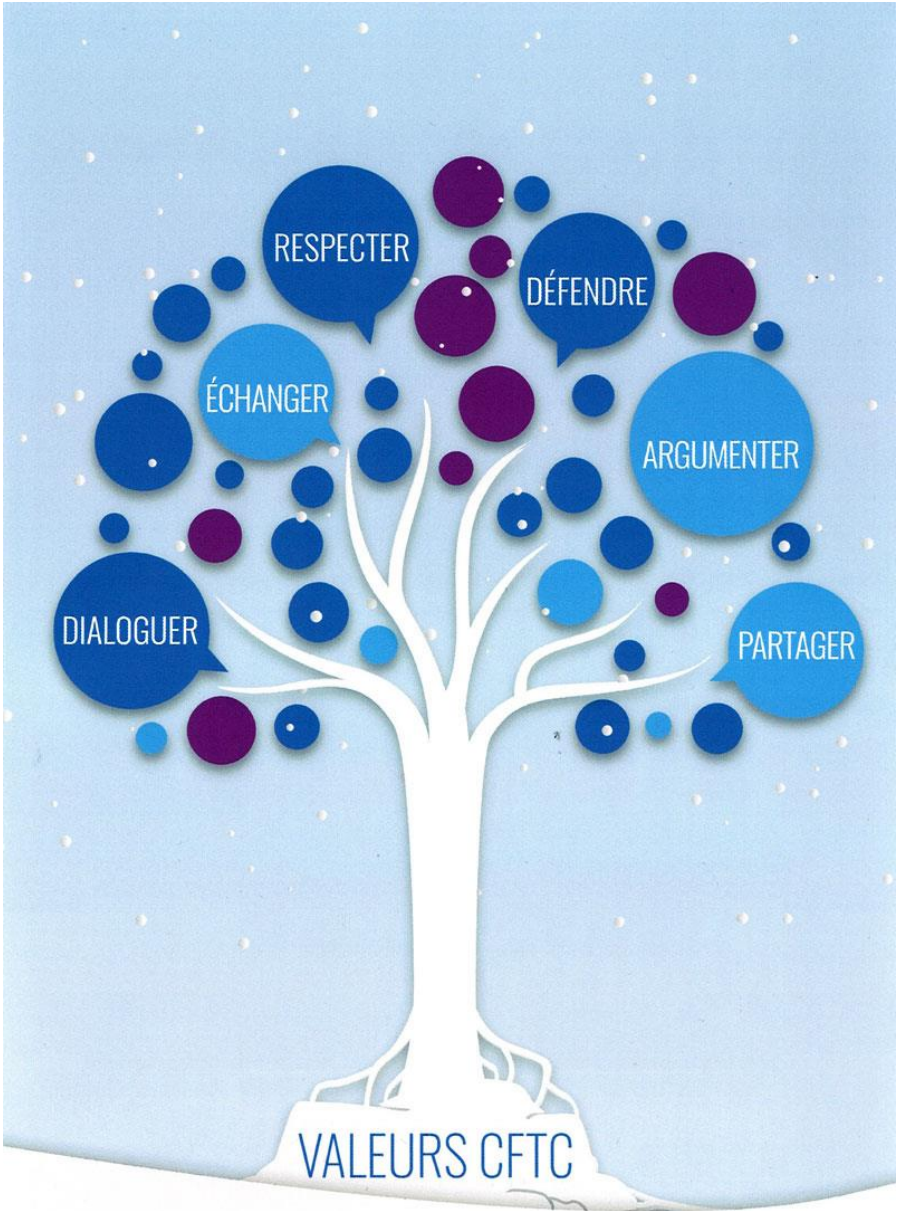 RESPECTER
DÉFENDRE
ÉCHANGER
ARGUMENTER
DIALOGUER
PARTAGER
VALEURS CFTC